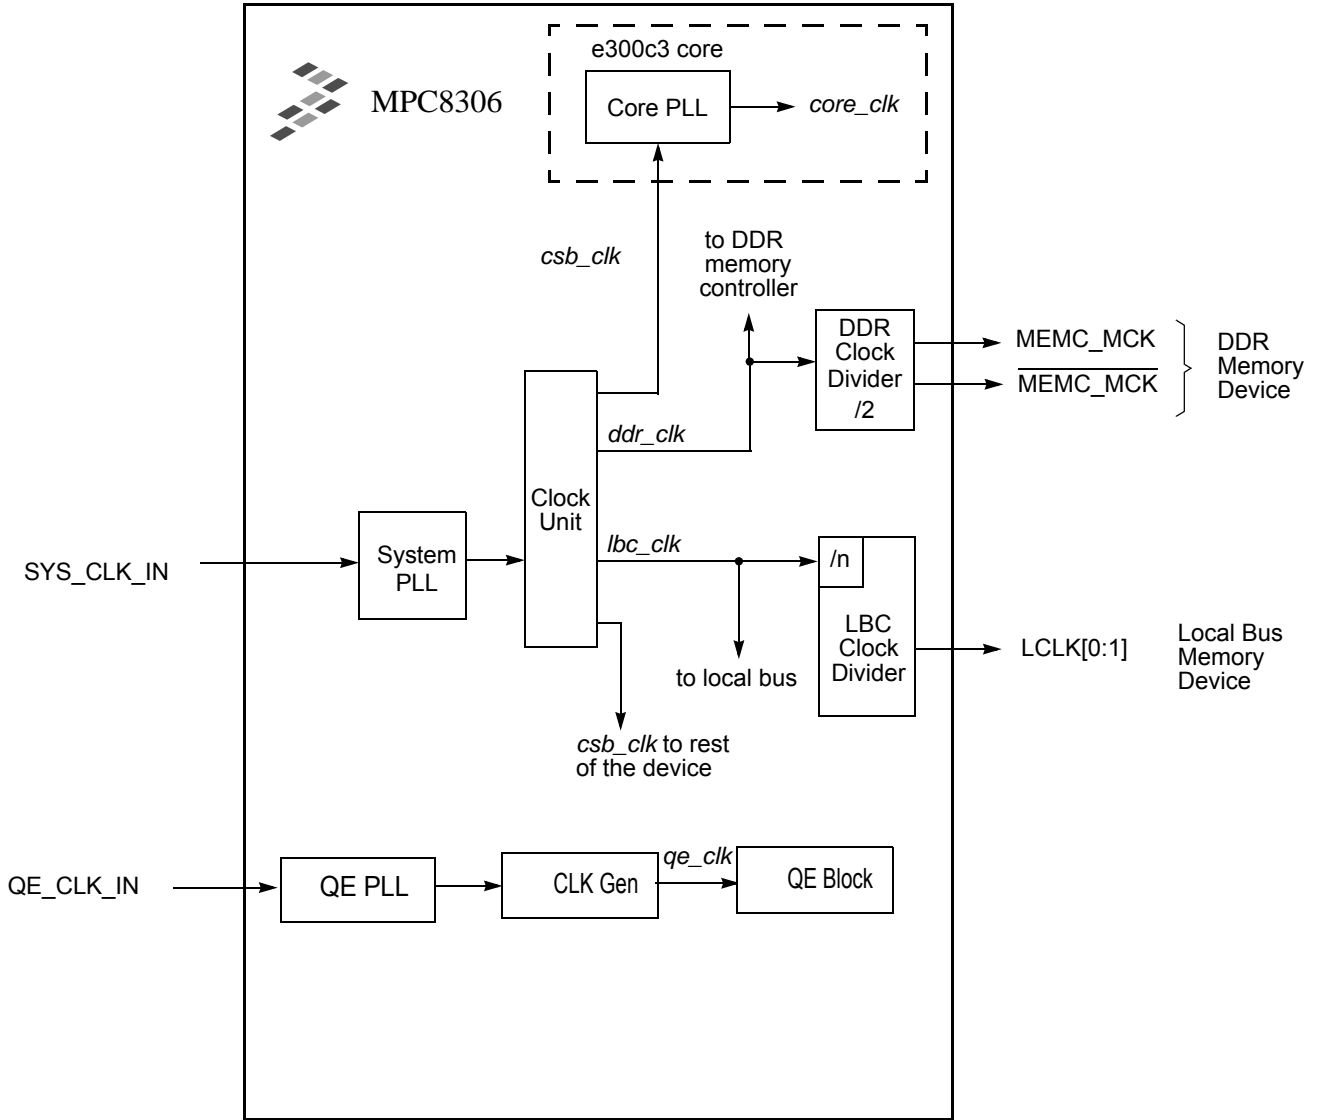 e300c3 core
MPC8306
Core PLL
core_clk
csb_clk
to DDR
memory
controller
DDR
Clock
Divider
/2
MEMC_MCK
MEMC_MCK
DDR
Memory
Device
ddr_clk
Clock
Unit
SYS_CLK_IN
System
PLL
lbc_clk
/n
LBC
Clock
Divider
LCLK[0:1]
Local Bus
Memory
Device
to local bus
csb_clk to rest
of the device
QE_CLK_IN
QE PLL
CLK Gen
qe_clk
QE Block